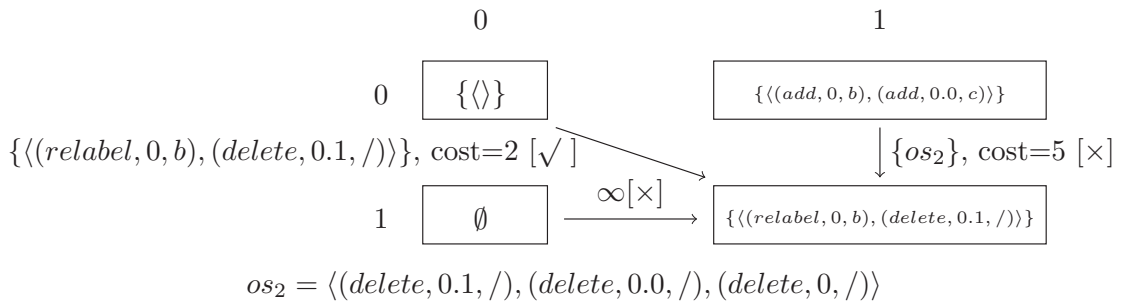 0 1
0 {⟨⟩} {⟨(add, 0, b), (add, 0.0, c)⟩}
{⟨(relabel, 0, b), (delete, 0.1, /)⟩}, cost=2 [√ ] {os₂}, cost=5 [×]
∞[×]
1 ∅ {⟨(relabel, 0, b), (delete, 0.1, /)⟩}
os₂ = ⟨(delete, 0.1, /), (delete, 0.0, /), (delete, 0, /)⟩